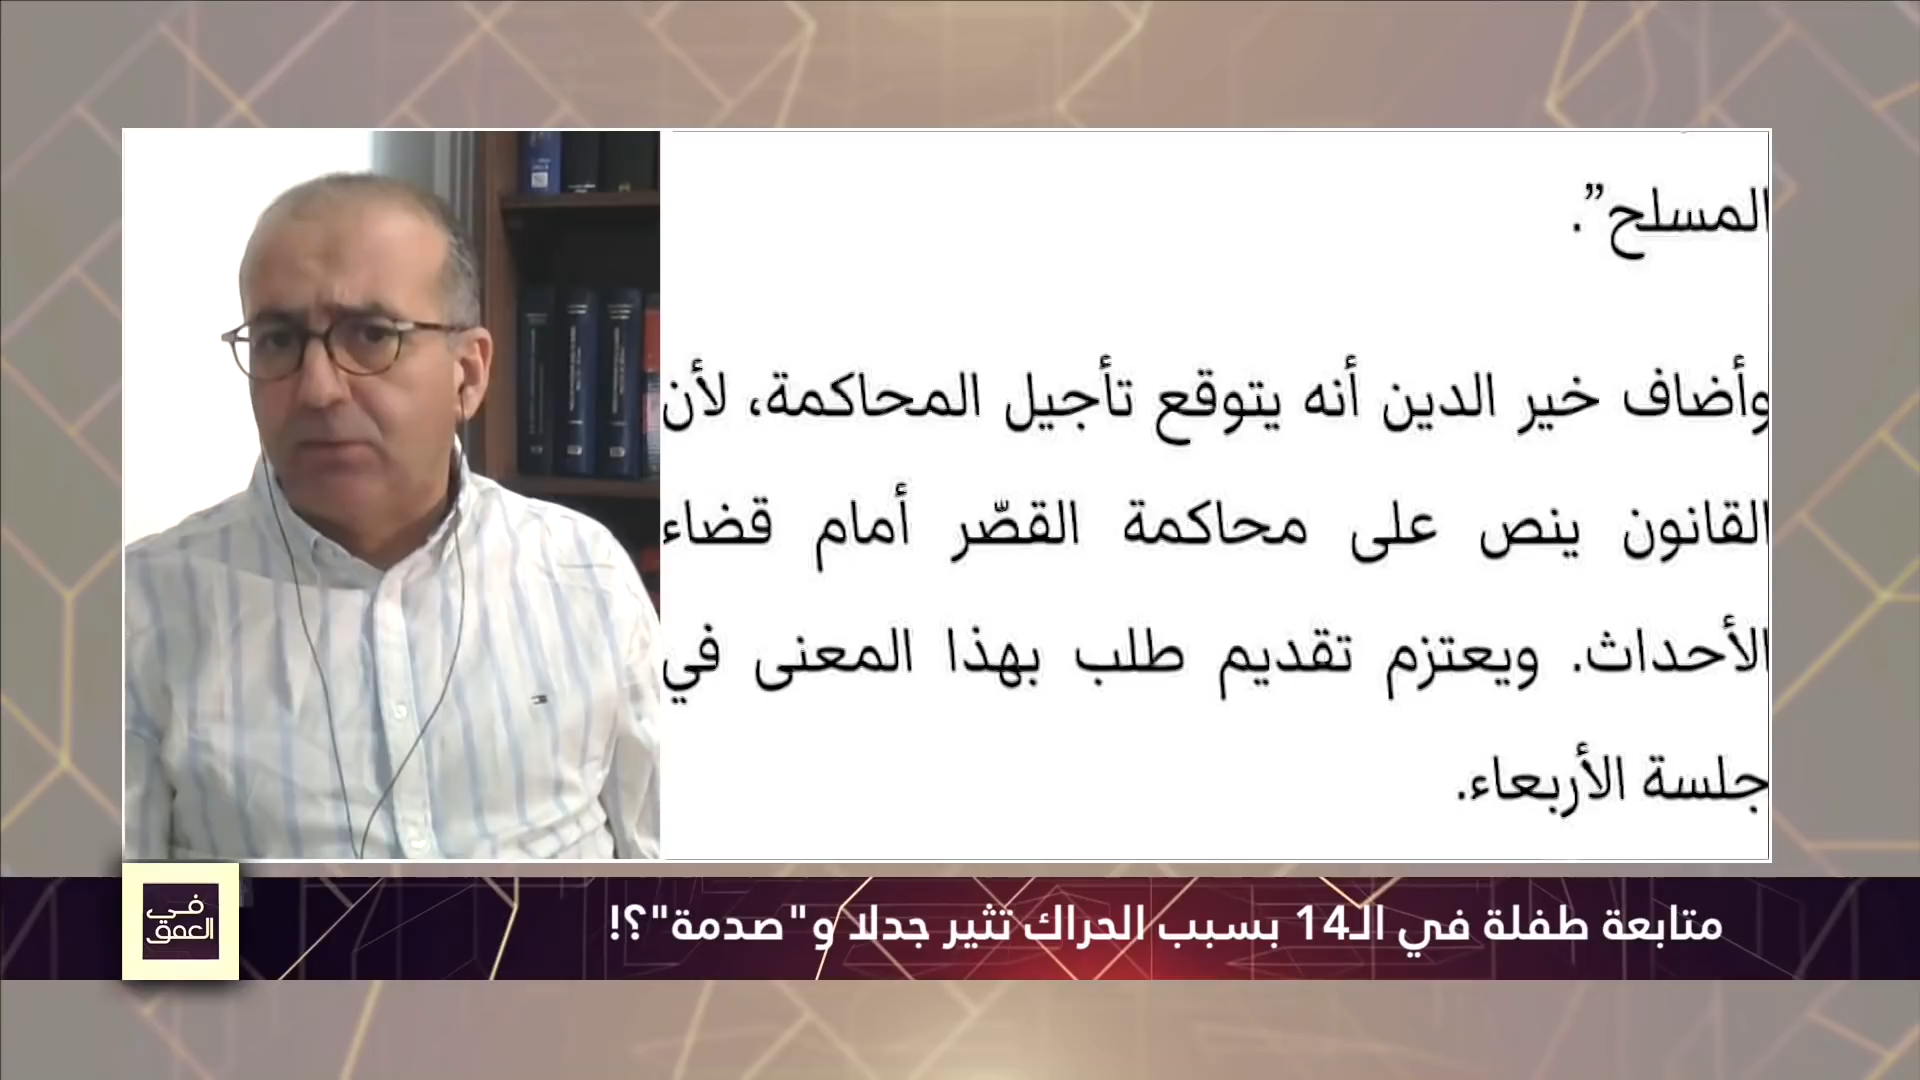 المسلح”.
وأضاف خير الدين أنه يتوقع تأجيل المحاكمة، لأن
القانون ينص على محاكمة القصّر أمام قضاء
الأحداث. ويعتزم تقديم طلب بهذا المعنى في
جلسة الأربعاء.
في
العمق
متابعة طفلة في الـ14 بسبب الحراك تثير جدلا و"صدمة"؟!